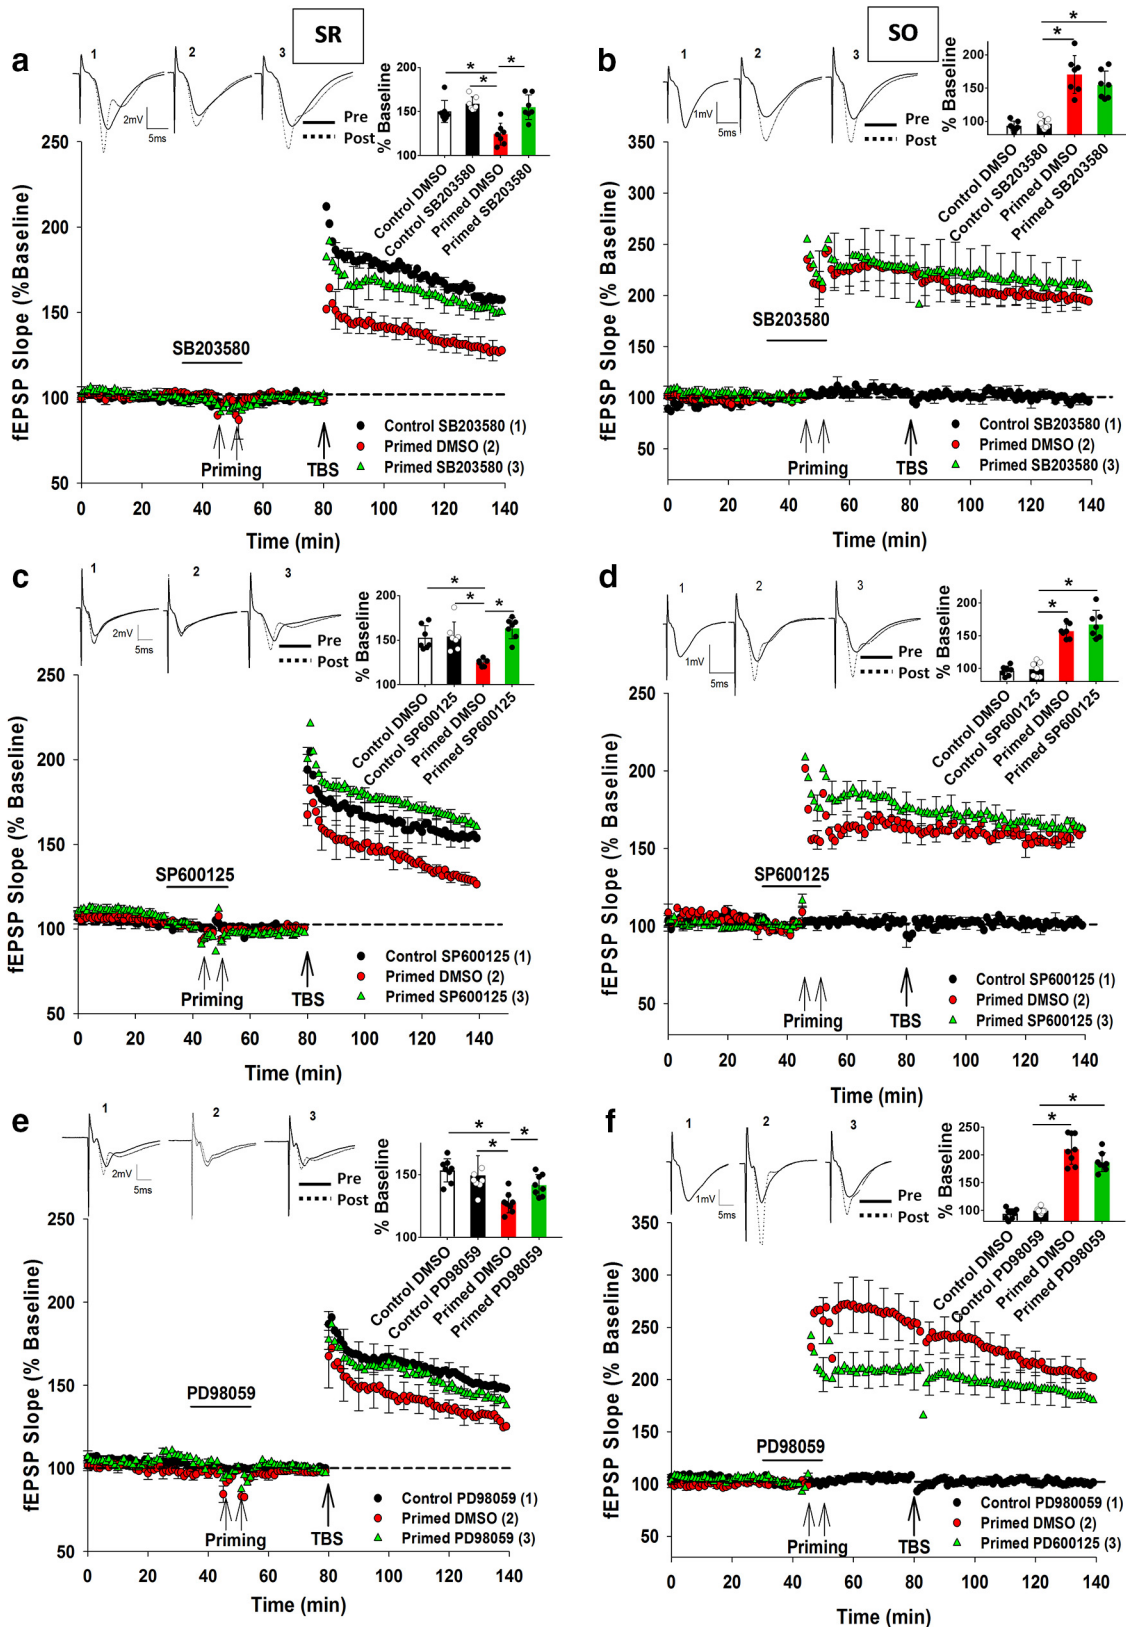 SR
SO
a
1
2
3
2mV
5ms
Pre
Post
% Baseline
200
150
100
Control DMSO
Control SB203580
Primed DMSO
Primed SB203580
* * *
fEPSP Slope (%Baseline)
250
200
150
100
50
SB203580
Priming
TBS
Control SB203580 (1)
Primed DMSO (2)
Primed SB203580 (3)
0 20 40 60 80 100 120 140
Time (min)
b
1
2
3
1mV
5ms
Pre
Post
% Baseline
200
150
100
* *
Control DMSO
Control SB203580
Primed DMSO
Primed SB203580
fEPSP Slope (% Baseline)
350
300
250
200
150
100
50
SB203580
Priming
TBS
Control SB203580 (1)
Primed DMSO (2)
Primed SB203580 (3)
0 20 40 60 80 100 120 140
Time (min)
c
1
2
3
2mV
5ms
Pre
Post
% Baseline
200
150
100
* * *
Control DMSO
Control SP600125
Primed DMSO
Primed SP600125
fEPSP Slope (% Baseline)
250
200
150
100
50
SP600125
Priming
TBS
Control SP600125 (1)
Primed DMSO (2)
Primed SP600125 (3)
0 20 40 60 80 100 120 140
Time (min)
d
1
2
3
1mV
5ms
Pre
Post
% Baseline
200
150
100
* *
Control DMSO
Control SP600125
Primed DMSO
Primed SP600125
fEPSP Slope (% Baseline)
250
200
150
100
50
SP600125
Priming
TBS
Control SP600125 (1)
Primed DMSO (2)
Primed SP600125 (3)
0 20 40 60 80 100 120 140
Time (min)
e
1
2
3
2mV
5ms
Pre
Post
% Baseline
150
100
* * *
Control DMSO
Control PD98059
Primed DMSO
Primed PD98059
fEPSP Slope (% Baseline)
250
200
150
100
50
PD98059
Priming
TBS
Control PD98059 (1)
Primed DMSO (2)
Primed PD98059 (3)
0 20 40 60 80 100 120 140
Time (min)
f
1
2
3
1mV
5ms
Pre
Post
% Baseline
250
200
150
100
* *
Control DMSO
Control PD98059
Primed DMSO
Primed PD98059
fEPSP Slope (% Baseline)
350
300
250
200
150
100
50
PD98059
Priming
TBS
Control PD980059 (1)
Primed DMSO (2)
Primed PD600125 (3)
0 20 40 60 80 100 120 140
Time (min)